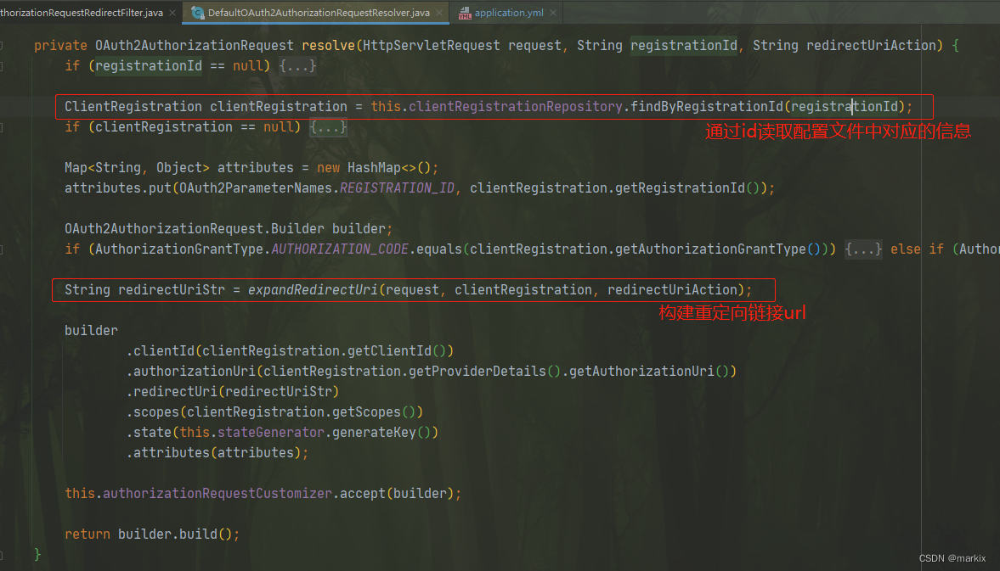 thorizationRequestRedirectFilter.java
DefaultOAuth2AuthorizationRequestResolver.java
YML application.yml
private OAuth2AuthorizationRequest resolve(HttpServletRequest request, String registrationId, String redirectUriAction) {
if (registrationId == null) {...}
ClientRegistration clientRegistration = this.clientRegistrationRepository.findByRegistrationId(registrationId);
if (clientRegistration == null) {...}
通过id读取配置文件中对应的信息
Map<String, Object> attributes = new HashMap<>();
attributes.put(OAuth2ParameterNames.REGISTRATION_ID, clientRegistration.getRegistrationId());
OAuth2AuthorizationRequest.Builder builder;
if (AuthorizationGrantType.AUTHORIZATION_CODE.equals(clientRegistration.getAuthorizationGrantType())) {...} else if (Autho
String redirectUriStr = expandRedirectUri(request, clientRegistration, redirectUriAction);
构建重定向链接url
builder
.clientId(clientRegistration.getClientId())
.authorizationUri(clientRegistration.getProviderDetails().getAuthorizationUri())
.redirectUri(redirectUriStr)
.scopes(clientRegistration.getScopes())
.state(this.stateGenerator.generateKey())
.attributes(attributes);
this.authorizationRequestCustomizer.accept(builder);
return builder.build();
}
CSDN @markix